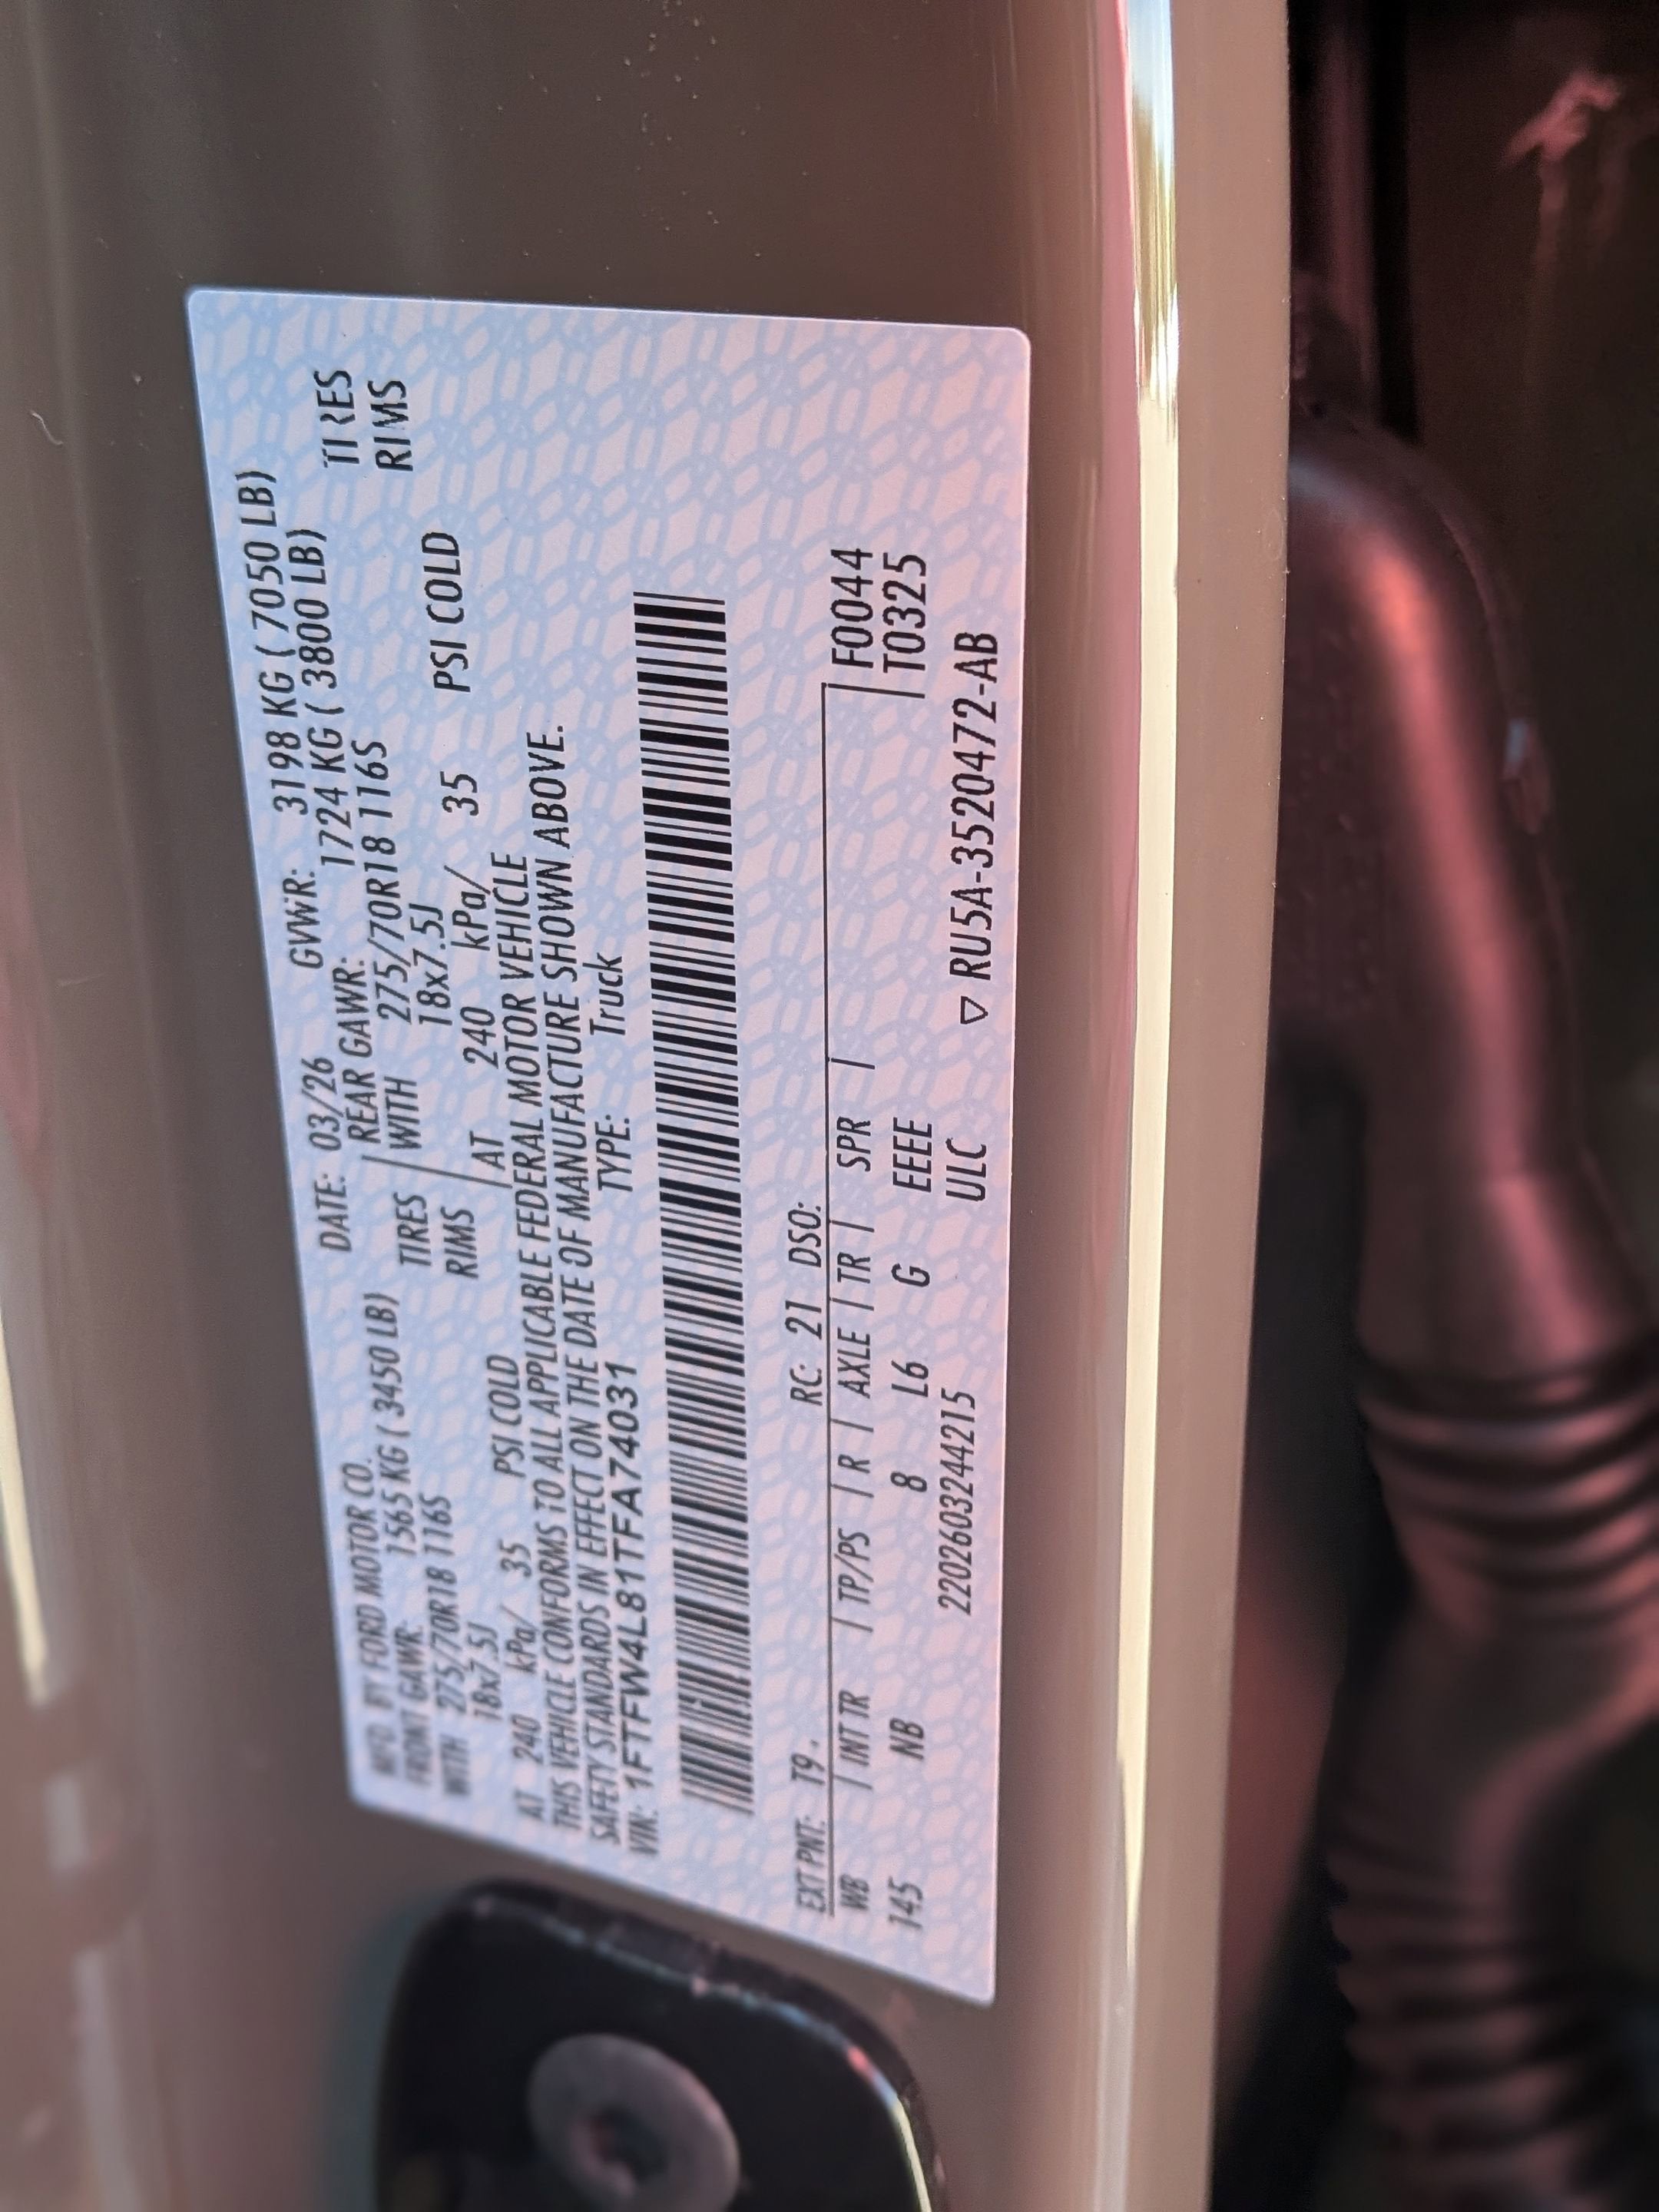 MFD. BY FORD MOTOR CO. DATE: 03/26 GVWR: 3198 KG ( 7050 LB)
FRONT GAWR: 1565 KG ( 3450 LB) REAR GAWR: 1724 KG ( 3800 LB)
WITH 275/70R18 116S TIRES WITH 275/70R18 116S TIRES
18x7.5J RIMS 18x7.5J RIMS
AT 240 kPa/ 35 PSI COLD AT 240 kPa/ 35 PSI COLD
THIS VEHICLE CONFORMS TO ALL APPLICABLE FEDERAL MOTOR VEHICLE
SAFETY STANDARDS IN EFFECT ON THE DATE OF MANUFACTURE SHOWN ABOVE.
VIN: 1FTFW4L81TFA74031 TYPE: Truck
EXT PNT: T9 . RC: 21 DSO:
WB | INT TR | TP/PS | R | AXLE | TR | SPR | F0044
145 NB 8 L6 G EEEE T0325
2202603244215 ULC ▽ RU5A-3520472-AB